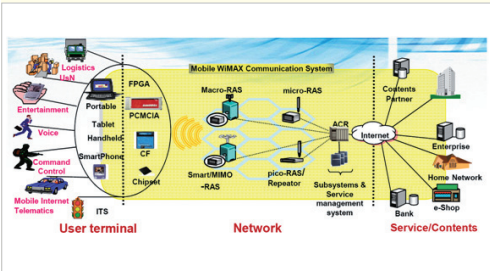 Mobile WiMAX Communication System
Logistics
UsN
Entertainment
Voice
Command
Control
Mobile Internet
Telematics
ITS
Portable
Tablet
Handheld
SmartPhone
FPGA
PCMCIA
CF
Chipset
Macro-RAS
micro-RAS
Smart/MIMO
-RAS
pico-RAS/
Repeator
ACR
Subsystems &
Service
management
system
Internet
Contents
Partner
Enterprise
Home Network
e-Shop
Bank
User terminal
Network
Service/Contents